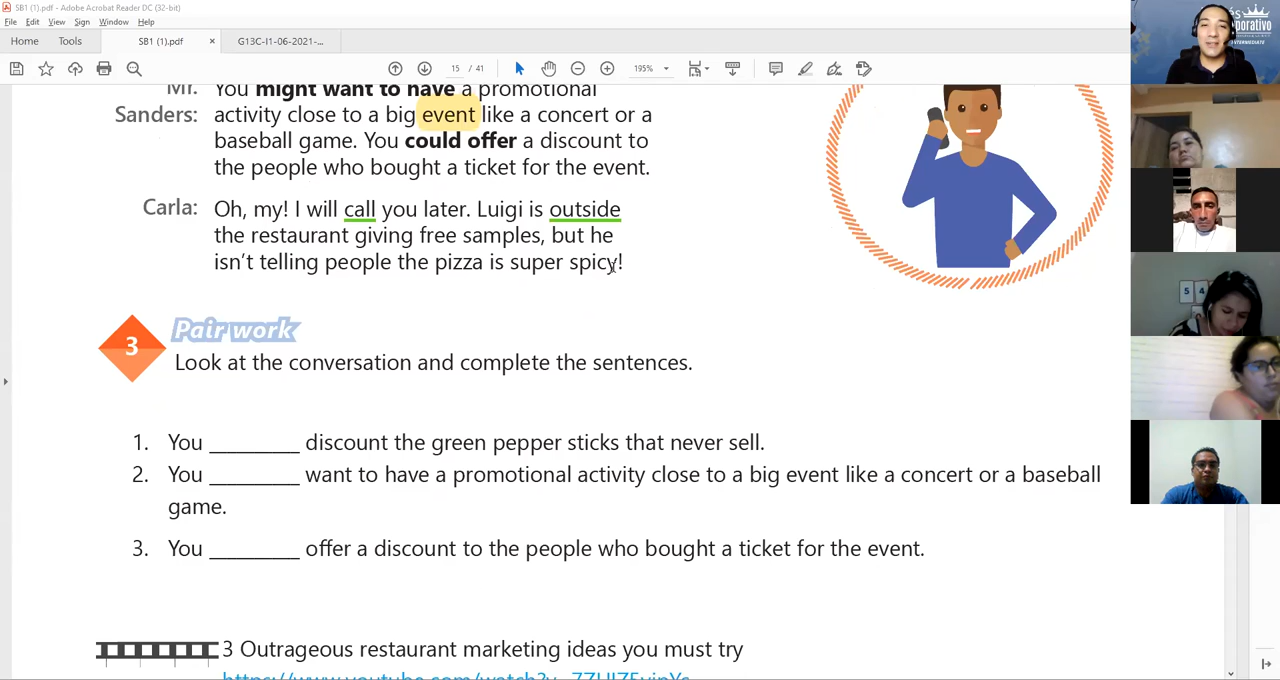 SB1 (1).pdf - Adobe Acrobat Reader DC (32-bit)
File Edit View Sign Window Help
Home Tools SB1 (1).pdf × G13C-I1-06-2021-...
15 / 41 195%
Mr. You might want to have a promotional
Sanders: activity close to a big event like a concert or a
baseball game. You could offer a discount to
the people who bought a ticket for the event.
Carla: Oh, my! I will call you later. Luigi is outside
the restaurant giving free samples, but he
isn't telling people the pizza is super spicy!
3
Pair work
Look at the conversation and complete the sentences.
1. You ________ discount the green pepper sticks that never sell.
2. You ________ want to have a promotional activity close to a big event like a concert or a baseball
game.
3. You ________ offer a discount to the people who bought a ticket for the event.
3 Outrageous restaurant marketing ideas you must try
INTERMEDIATE
5 4